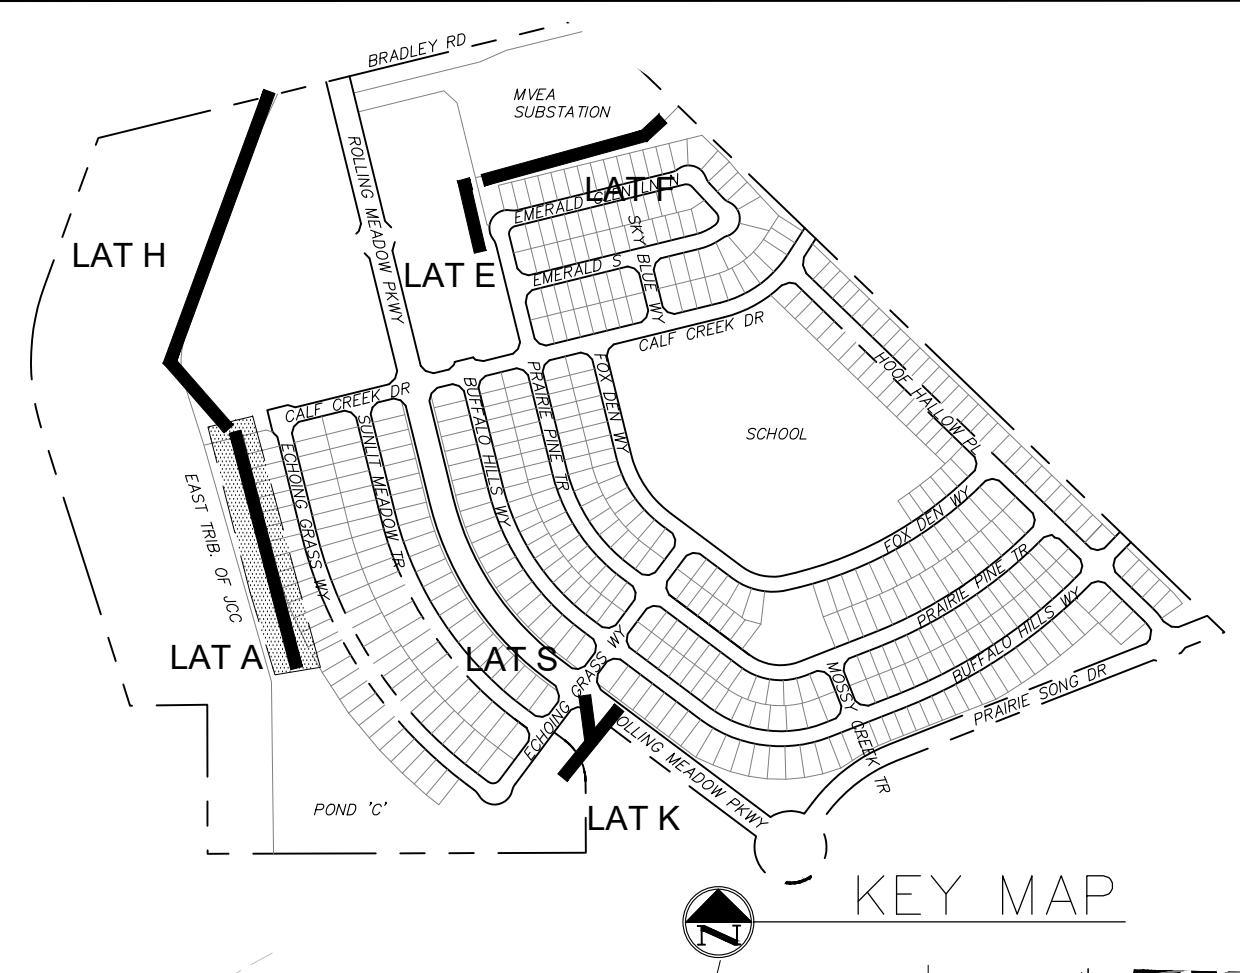 BRADLEY RD
MVEA
SUBSTATION
ROLLING MEADOW PKWY
LAT F
EMERALD GLEN LN N
SKY BLUE WY
LAT H
LAT E
EMERALD S
CALF CREEK DR
HOOF HALLOW PL
FOX DEN WY
PRAIRIE PINE TR
BUFFALO HILLS WY
CALF CREEK DR
SUNLIT MEADOW TR
ECHOING GRASS WY
SCHOOL
EAST TRIB. OF JCC
FOX DEN WY
PRAIRIE PINE TR
BUFFALO HILLS WY
LAT A
LAT S
ECHOING GRASS WY
MOSSY CREEK TR
PRAIRIE SONG DR
ROLLING MEADOW PKWY
POND 'C'
LAT K
KEY MAP
N